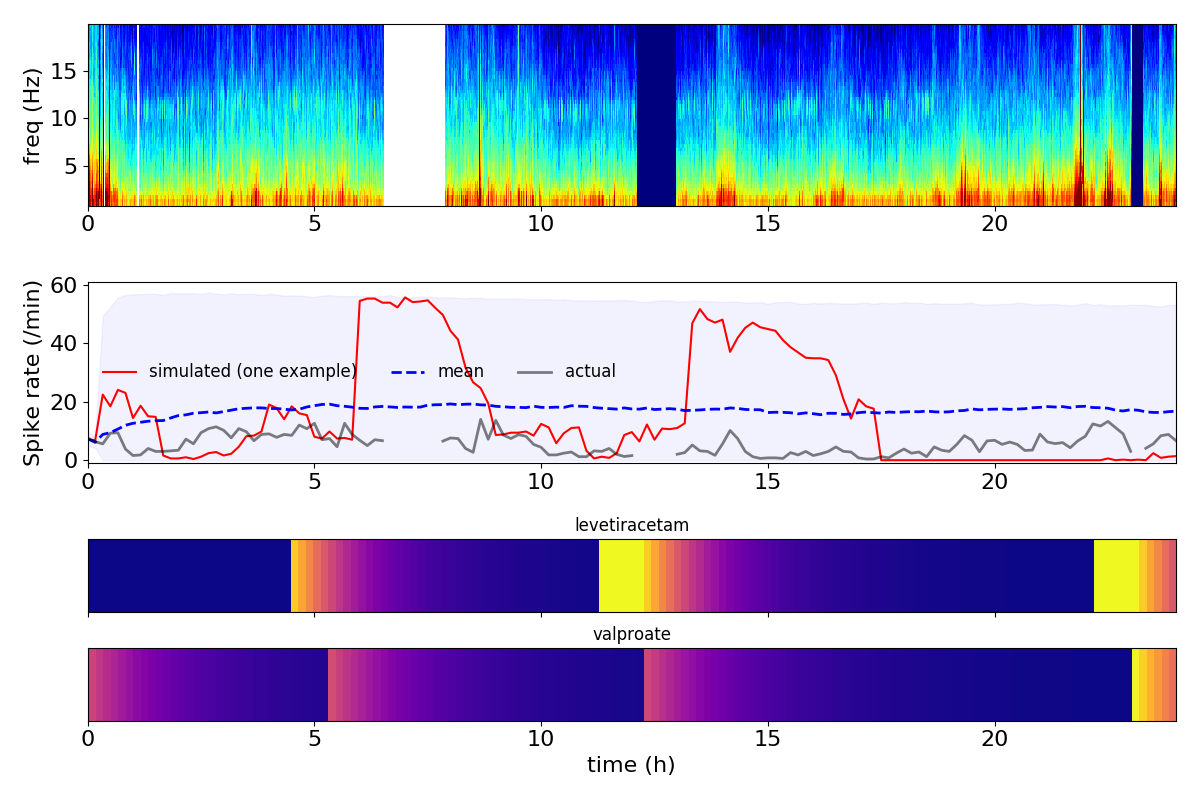 freq (Hz)
15
10
5
0 5 10 15 20
Spike rate (/min)
60
40
20
0
simulated (one example) mean actual
0 5 10 15 20
levetiracetam
valproate
0 5 10 15 20
time (h)